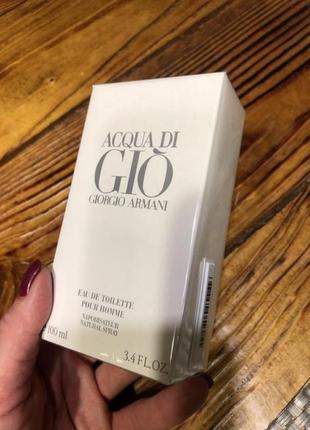 ACQUA DI
GIÒ
GIORGIO ARMANI
EAU DE TOILETTE
POUR HOMME
VAPORISATEUR
NATURAL SPRAY
100 ml
3.4 FL.OZ.